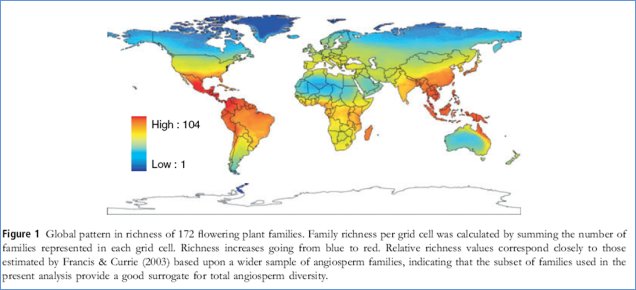 High : 104
Low : 1
Figure 1 Global pattern in richness of 172 flowering plant families. Family richness per grid cell was calculated by summing the number of
families represented in each grid cell. Richness increases going from blue to red. Relative richness values correspond closely to those
estimated by Francis & Currie (2003) based upon a wider sample of angiosperm families, indicating that the subset of families used in the
present analysis provide a good surrogate for total angiosperm diversity.